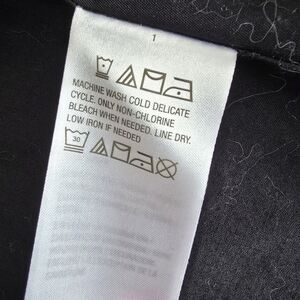 1
MACHINE WASH COLD DELICATE
CYCLE. ONLY NON-CHLORINE
BLEACH WHEN NEEDED. LINE DRY.
LOW IRON IF NEEDED
30